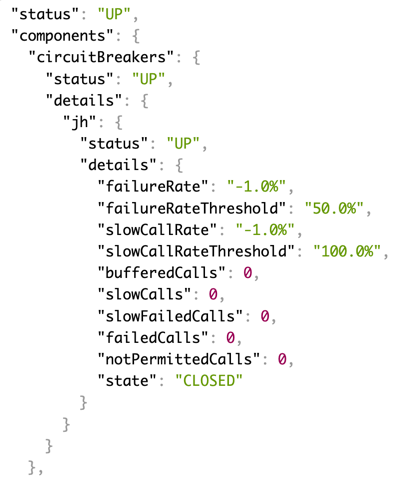 "status": "UP",
"components": {
"circuitBreakers": {
"status": "UP",
"details": {
"jh": {
"status": "UP",
"details": {
"failureRate": "-1.0%",
"failureRateThreshold": "50.0%",
"slowCallRate": "-1.0%",
"slowCallRateThreshold": "100.0%",
"bufferedCalls": 0,
"slowCalls": 0,
"slowFailedCalls": 0,
"failedCalls": 0,
"notPermittedCalls": 0,
"state": "CLOSED"
}
}
}
},